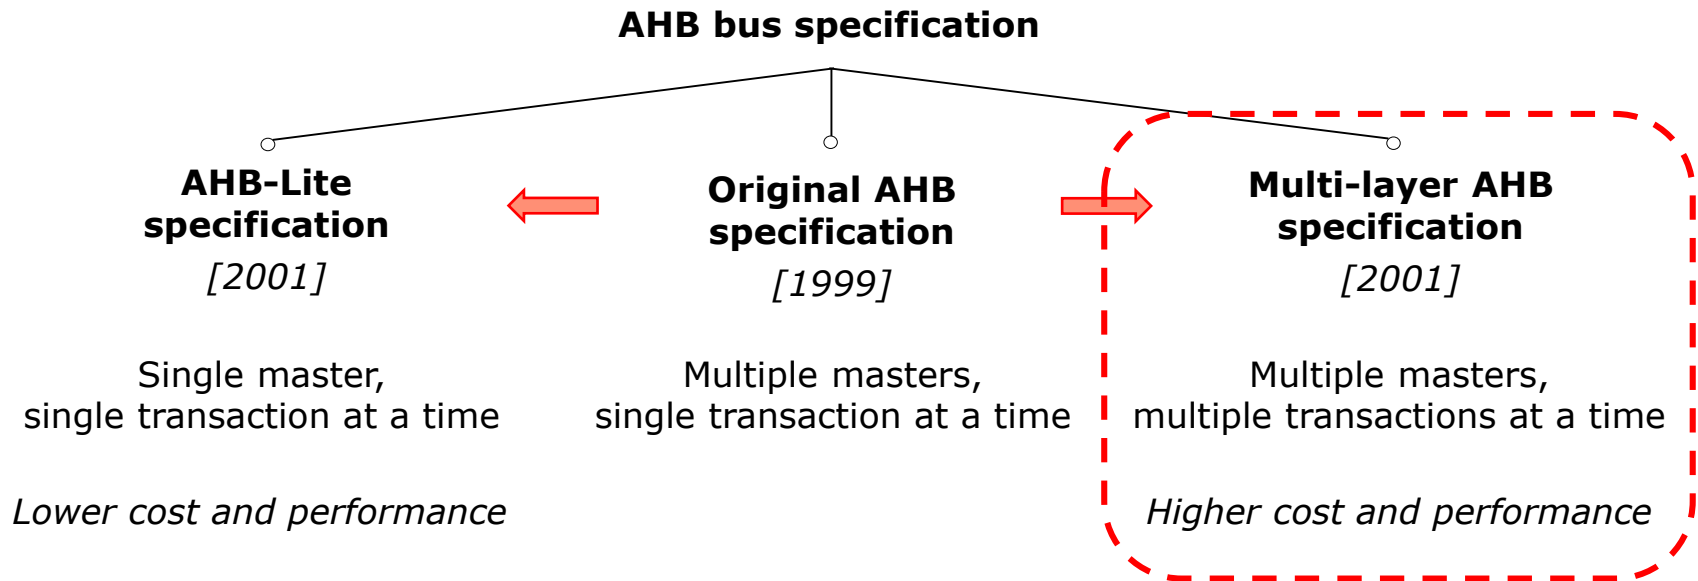 AHB bus specification
AHB-Lite
specification
[2001]
Single master,
single transaction at a time
Lower cost and performance
Original AHB
specification
[1999]
Multiple masters,
single transaction at a time
Multi-layer AHB
specification
[2001]
Multiple masters,
multiple transactions at a time
Higher cost and performance